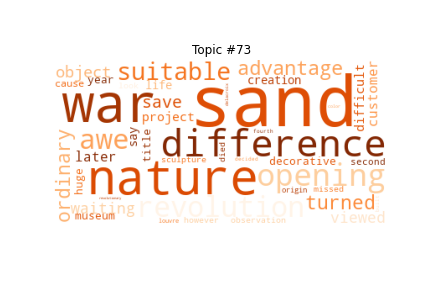 Topic #73
object suitable advantage customer
cause year life creation difficult
war save sand
project
ordinary awe say title difference fourth
later died
huge nature sculpture decided decorative. second
opening
origin missed
waiting revolution turned
museum viewed
louvre however observation